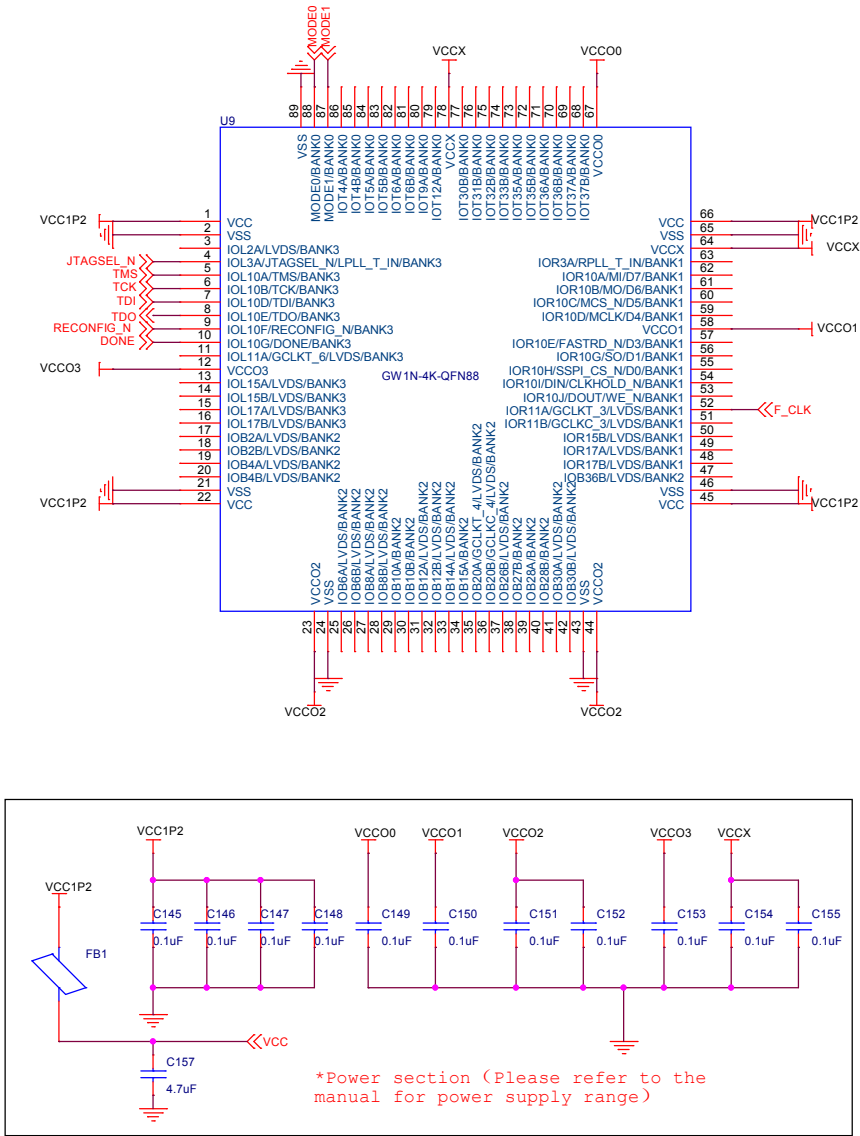 MODE0
MODE1
VCCX
VCCO0
89
88
87
86
85
84
83
82
81
80
79
78
77
76
75
74
73
72
71
70
69
68
67
U9
VSS
MODE0/BANK0
MODE1/BANK0
IOT4A/BANK0
IOT4B/BANK0
IOT5A/BANK0
IOT5B/BANK0
IOT6A/BANK0
IOT6B/BANK0
IOT9A/BANK0
IOT12A/BANK0
VCCX
IOT30B/BANK0
IOT31B/BANK0
IOT32B/BANK0
IOT33B/BANK0
IOT35A/BANK0
IOT35B/BANK0
IOT36A/BANK0
IOT36B/BANK0
IOT37A/BANK0
IOT37B/BANK0
VCCO0
VCC1P2 1 VCC
2 VSS
3 IOL2A/LVDS/BANK3
JTAGSEL_N 4 IOL3A/JTAGSEL_N/LPLL_T_IN/BANK3
TMS 5 IOL10A/TMS/BANK3
TCK 6 IOL10B/TCK/BANK3
TDI 7 IOL10D/TDI/BANK3
TDO 8 IOL10E/TDO/BANK3
RECONFIG_N 9 IOL10F/RECONFIG_N/BANK3
DONE 10 IOL10G/DONE/BANK3
11 IOL11A/GCLKT_6/LVDS/BANK3
VCCO3 12 VCCO3
13 IOL15A/LVDS/BANK3
14 IOL15B/LVDS/BANK3
15 IOL17A/LVDS/BANK3
16 IOL17B/LVDS/BANK3
17 IOB2A/LVDS/BANK2
18 IOB2B/LVDS/BANK2
19 IOB4A/LVDS/BANK2
20 IOB4B/LVDS/BANK2
21 VSS
VCC1P2 22 VCC
GW1N-4K-QFN88
VCC 66 VCC1P2
VSS 65
VCCX 64 VCCX
IOR3A/RPLL_T_IN/BANK1 63
IOR10A/MI/D7/BANK1 62
IOR10B/MO/D6/BANK1 61
IOR10C/MCS_N/D5/BANK1 60
IOR10D/MCLK/D4/BANK1 59
VCCO1 58 VCCO1
IOR10E/FASTRD_N/D3/BANK1 57
IOR10G/SO/D1/BANK1 56
IOR10H/SSPI_CS_N/D0/BANK1 55
IOR10I/DIN/CLKHOLD_N/BANK1 54
IOR10J/DOUT/WE_N/BANK1 53
IOR11A/GCLKT_3/LVDS/BANK1 52 F_CLK
IOR11B/GCLKC_3/LVDS/BANK1 51
IOR15B/LVDS/BANK1 50
IOR17A/LVDS/BANK1 49
IOR17B/LVDS/BANK1 48
IOB36B/LVDS/BANK2 47
VSS 46
VCC 45 VCC1P2
VCCO2
VSS
IOB6A/LVDS/BANK2
IOB6B/LVDS/BANK2
IOB8A/LVDS/BANK2
IOB8B/LVDS/BANK2
IOB10A/BANK2
IOB10B/BANK2
IOB12A/LVDS/BANK2
IOB12B/LVDS/BANK2
IOB14A/LVDS/BANK2
IOB15A/BANK2
IOB20A/GCLKT_4/LVDS/BANK2
IOB20B/GCLKC_4/LVDS/BANK2
IOB26B/LVDS/BANK2
IOB27B/BANK2
IOB28A/BANK2
IOB28B/BANK2
IOB30A/LVDS/BANK2
IOB30B/LVDS/BANK2
VSS
VCCO2
23
24
25
26
27
28
29
30
31
32
33
34
35
36
37
38
39
40
41
42
43
44
VCCO2
VCCO2
VCC1P2
VCCO0
VCCO1
VCCO2
VCCO3
VCCX
VCC1P2
C145
C146
C147
C148
C149
C150
C151
C152
C153
C154
C155
0.1uF
0.1uF
0.1uF
0.1uF
0.1uF
0.1uF
0.1uF
0.1uF
0.1uF
0.1uF
0.1uF
FB1
VCC
C157
4.7uF
*Power section (Please refer to the
manual for power supply range)